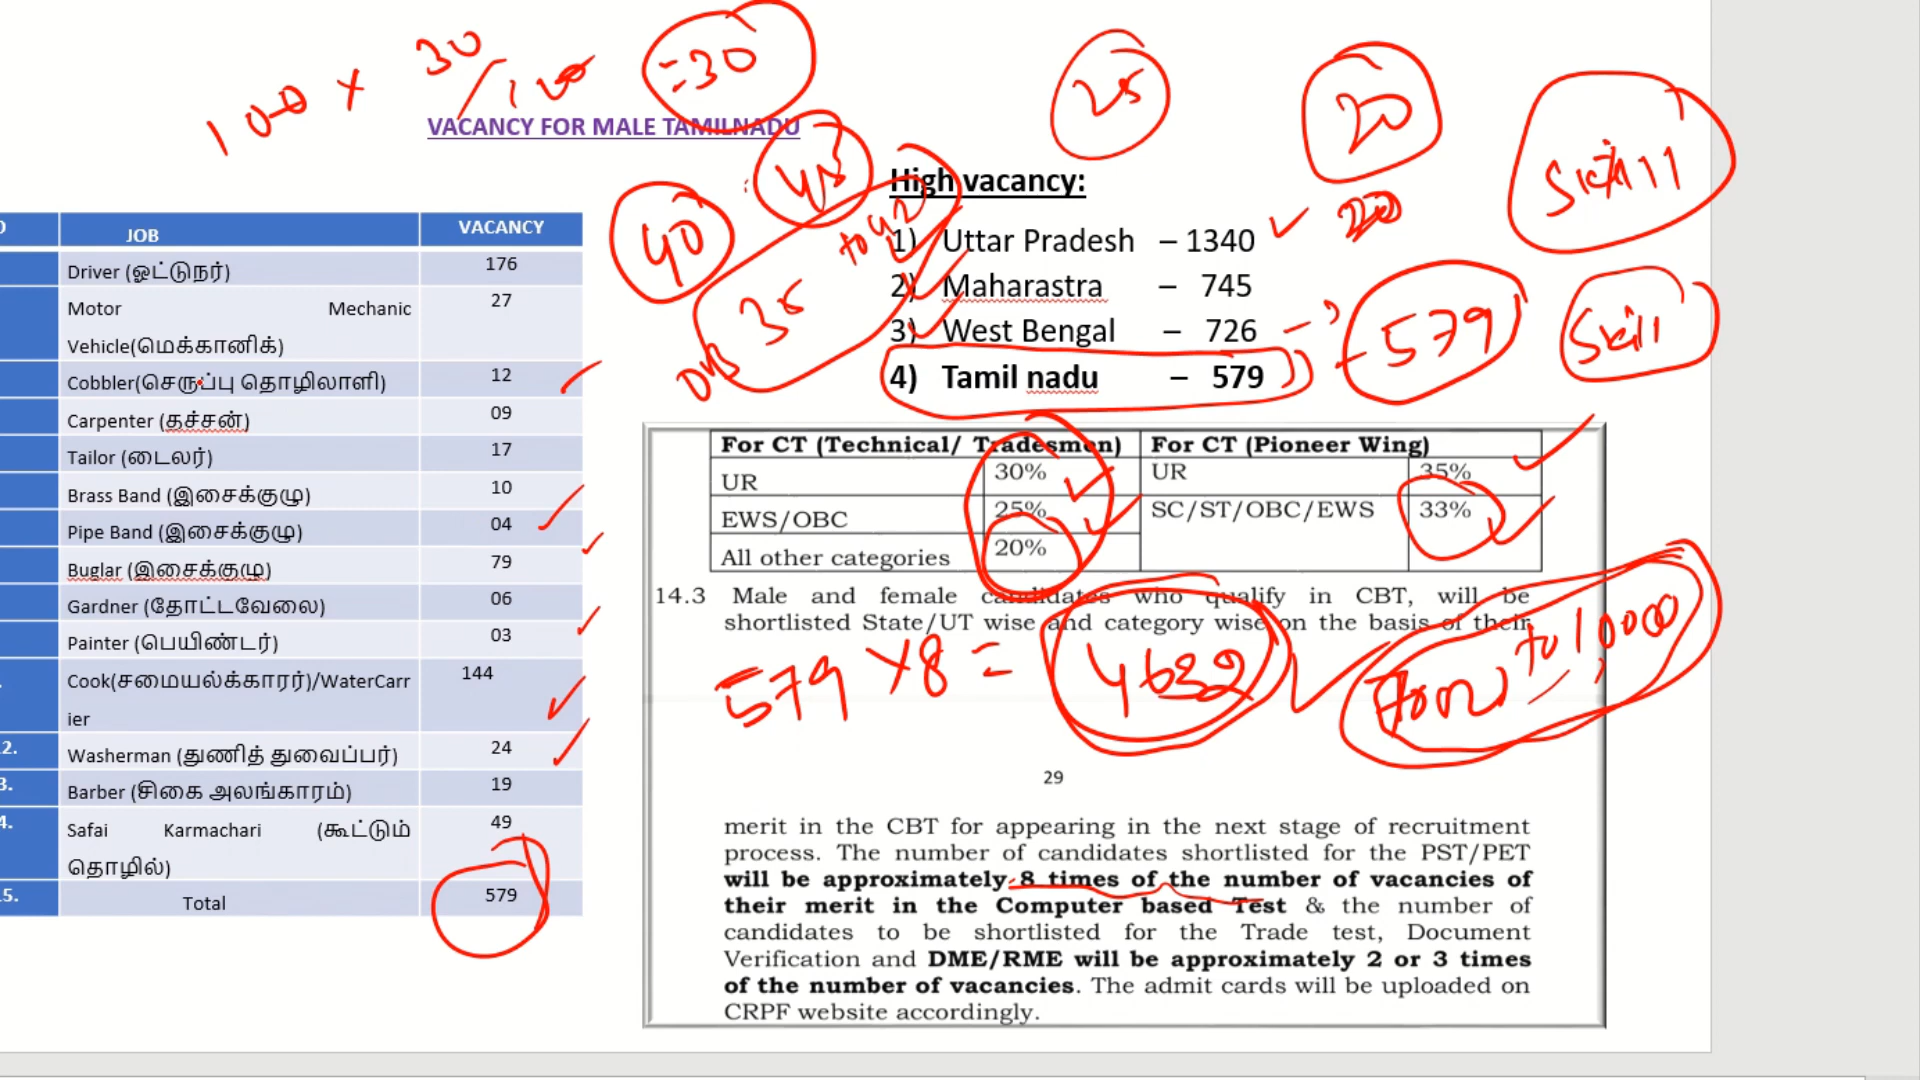 100 x 30/100 =30
25
20
Skill
VACANCY FOR MALE TAMILNADU
45
40
35
to 42
High vacancy:
1) Uttar Pradesh – 1340
20
2) Maharastra – 745
3) West Bengal – 726
- 579
Skill
4) Tamil nadu – 579
O JOB VACANCY
Driver (ஓட்டுநர்) 176
Motor Mechanic 27
Vehicle(மெக்கானிக்)
Cobbler(செருப்பு தொழிலாளி) 12
Carpenter (தச்சன்) 09
Tailor (டைலர்) 17
Brass Band (இசைக்குழு) 10
Pipe Band (இசைக்குழு) 04
Buglar (இசைக்குழு) 79
Gardner (தோட்டவேலை) 06
Painter (பெயிண்டர்) 03
Cook(சமையல்க்காரர்)/WaterCarr 144
ier
2. Washerman (துணித் துவைப்பர்) 24
3. Barber (சிகை அலங்காரம்) 19
4. Safai Karmachari (கூட்டும் 49
தொழில்)
5. Total 579
For CT (Technical/ Tradesmen) For CT (Pioneer Wing)
UR 30% UR 35%
EWS/OBC 25% SC/ST/OBC/EWS 33%
All other categories 20%
14.3 Male and female candidates who qualify in CBT, will be
shortlisted State/UT wise and category wise on the basis of their
579 x 8 = 4632
to 10000
29
merit in the CBT for appearing in the next stage of recruitment
process. The number of candidates shortlisted for the PST/PET
will be approximately 8 times of the number of vacancies of
their merit in the Computer based Test & the number of
candidates to be shortlisted for the Trade test, Document
Verification and DME/RME will be approximately 2 or 3 times
of the number of vacancies. The admit cards will be uploaded on
CRPF website accordingly.